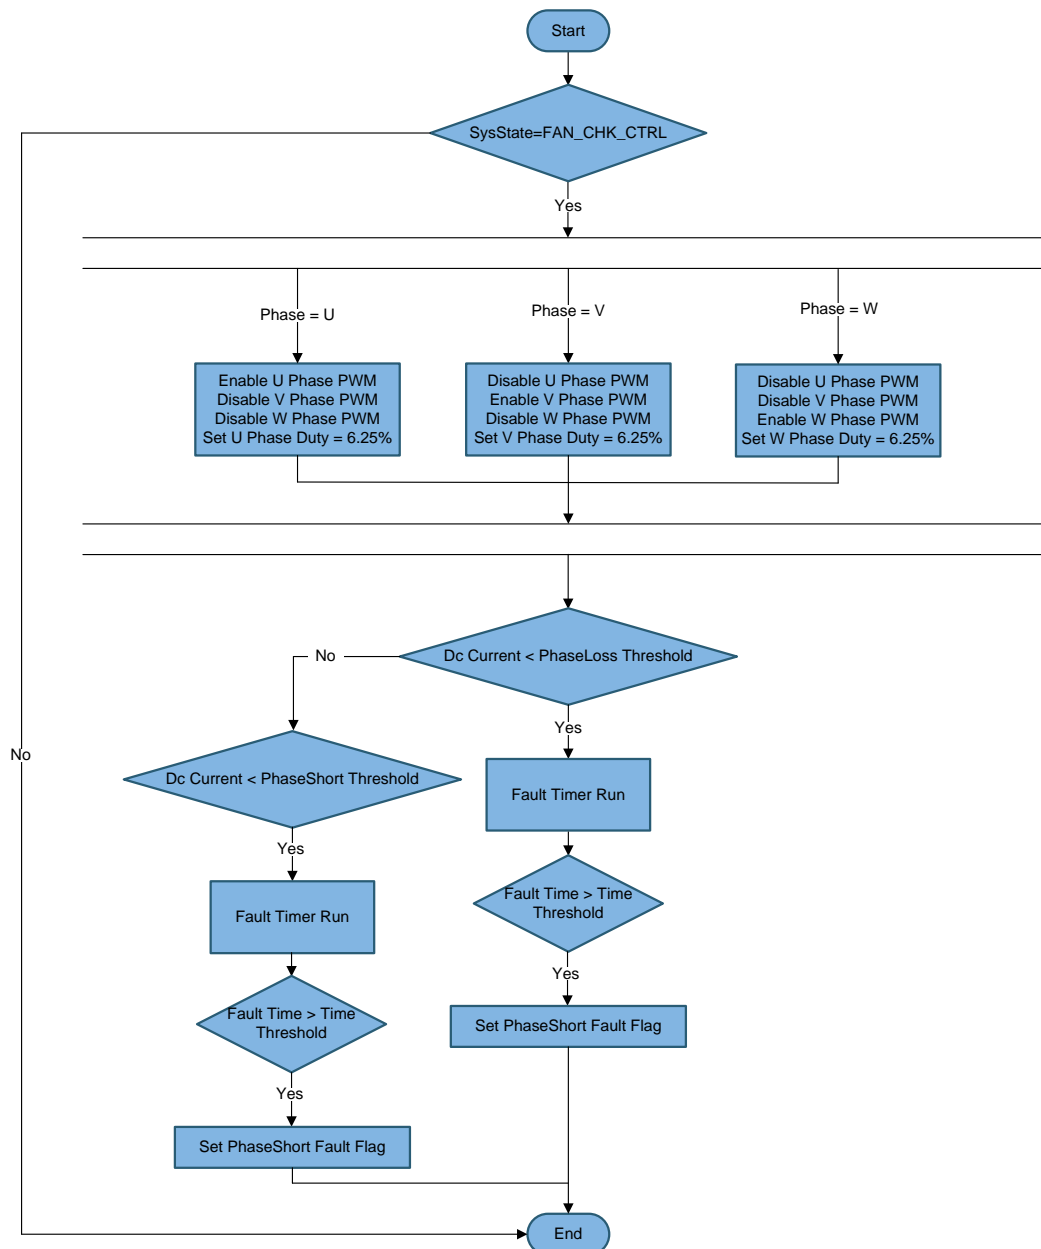 Start
SysState=FAN_CHK_CTRL
Yes
Phase = U
Phase = V
Phase = W
Enable U Phase PWM
Disable V Phase PWM
Disable W Phase PWM
Set U Phase Duty = 6.25%
Disable U Phase PWM
Enable V Phase PWM
Disable W Phase PWM
Set V Phase Duty = 6.25%
Disable U Phase PWM
Disable V Phase PWM
Enable W Phase PWM
Set W Phase Duty = 6.25%
Dc Current < PhaseLoss Threshold
No
Yes
No
Dc Current < PhaseShort Threshold
Fault Timer Run
Yes
Fault Timer Run
Fault Time > Time
Threshold
Yes
Fault Time > Time
Threshold
Set PhaseShort Fault Flag
Yes
Set PhaseShort Fault Flag
End